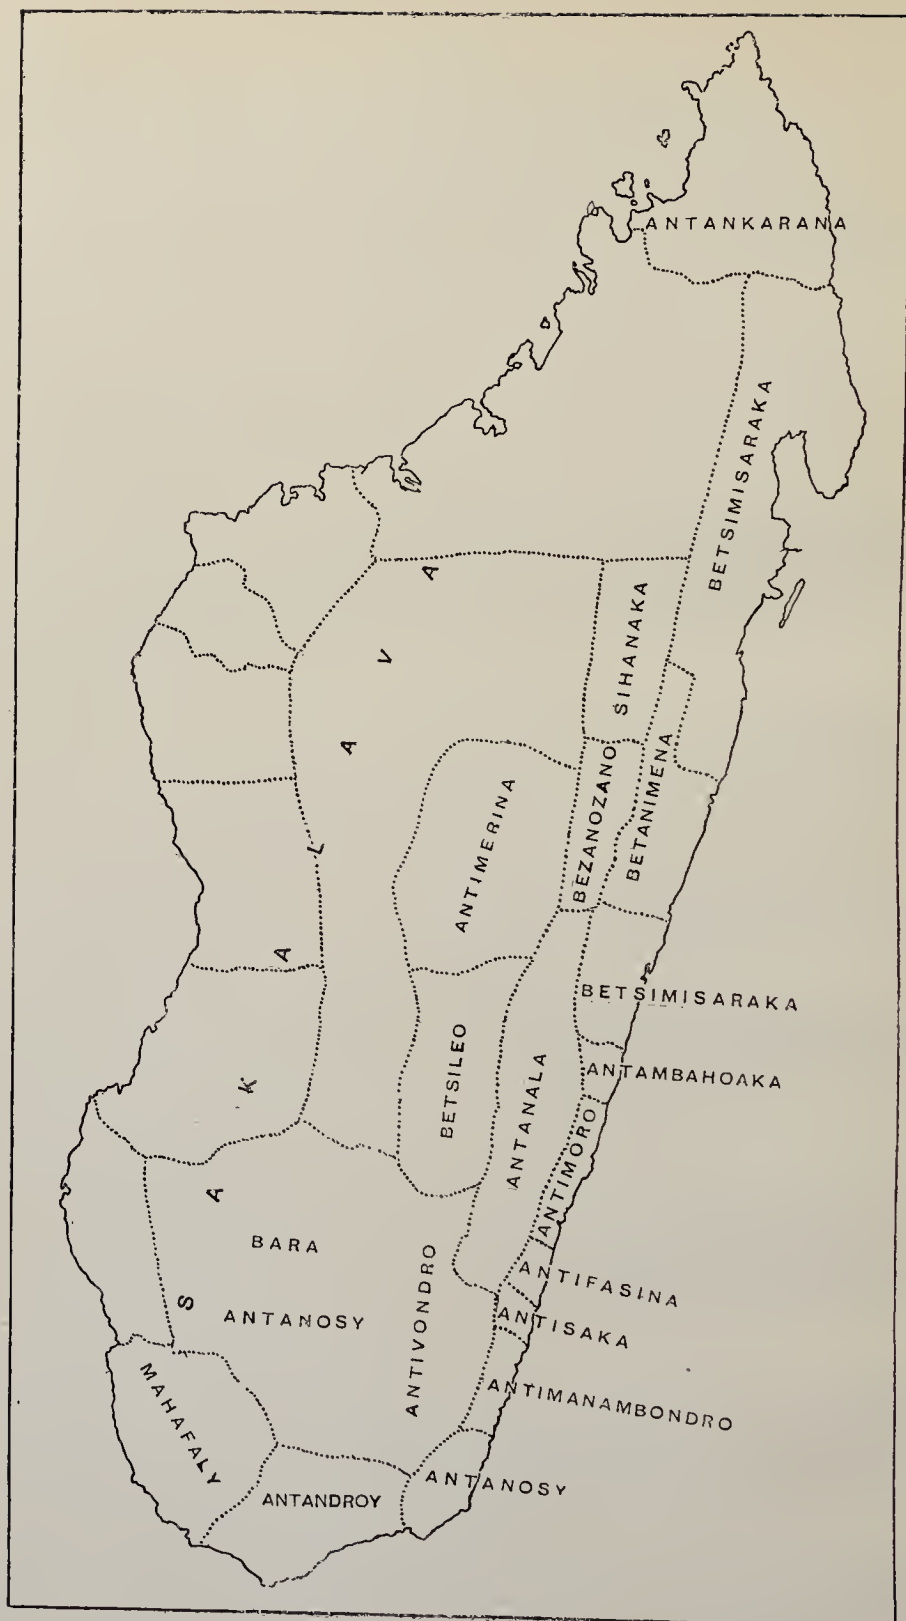 ANTANKARANA
BETSIMISARAKA
SIHANAKA
SAKALAVA
BEZANOZANO
BETANIMENA
ANTIMERINA
BETSIMISARAKA
BETSILEO
ANTANALA
ANTAMBAHOAKA
ANTIMORO
BARA
ANTIVONDRO
ANTIFASINA
ANTANOSY
ANTISAKA
MAHAFALY
ANTIMANAMBONDRO
ANTANDROY
ANTANOSY